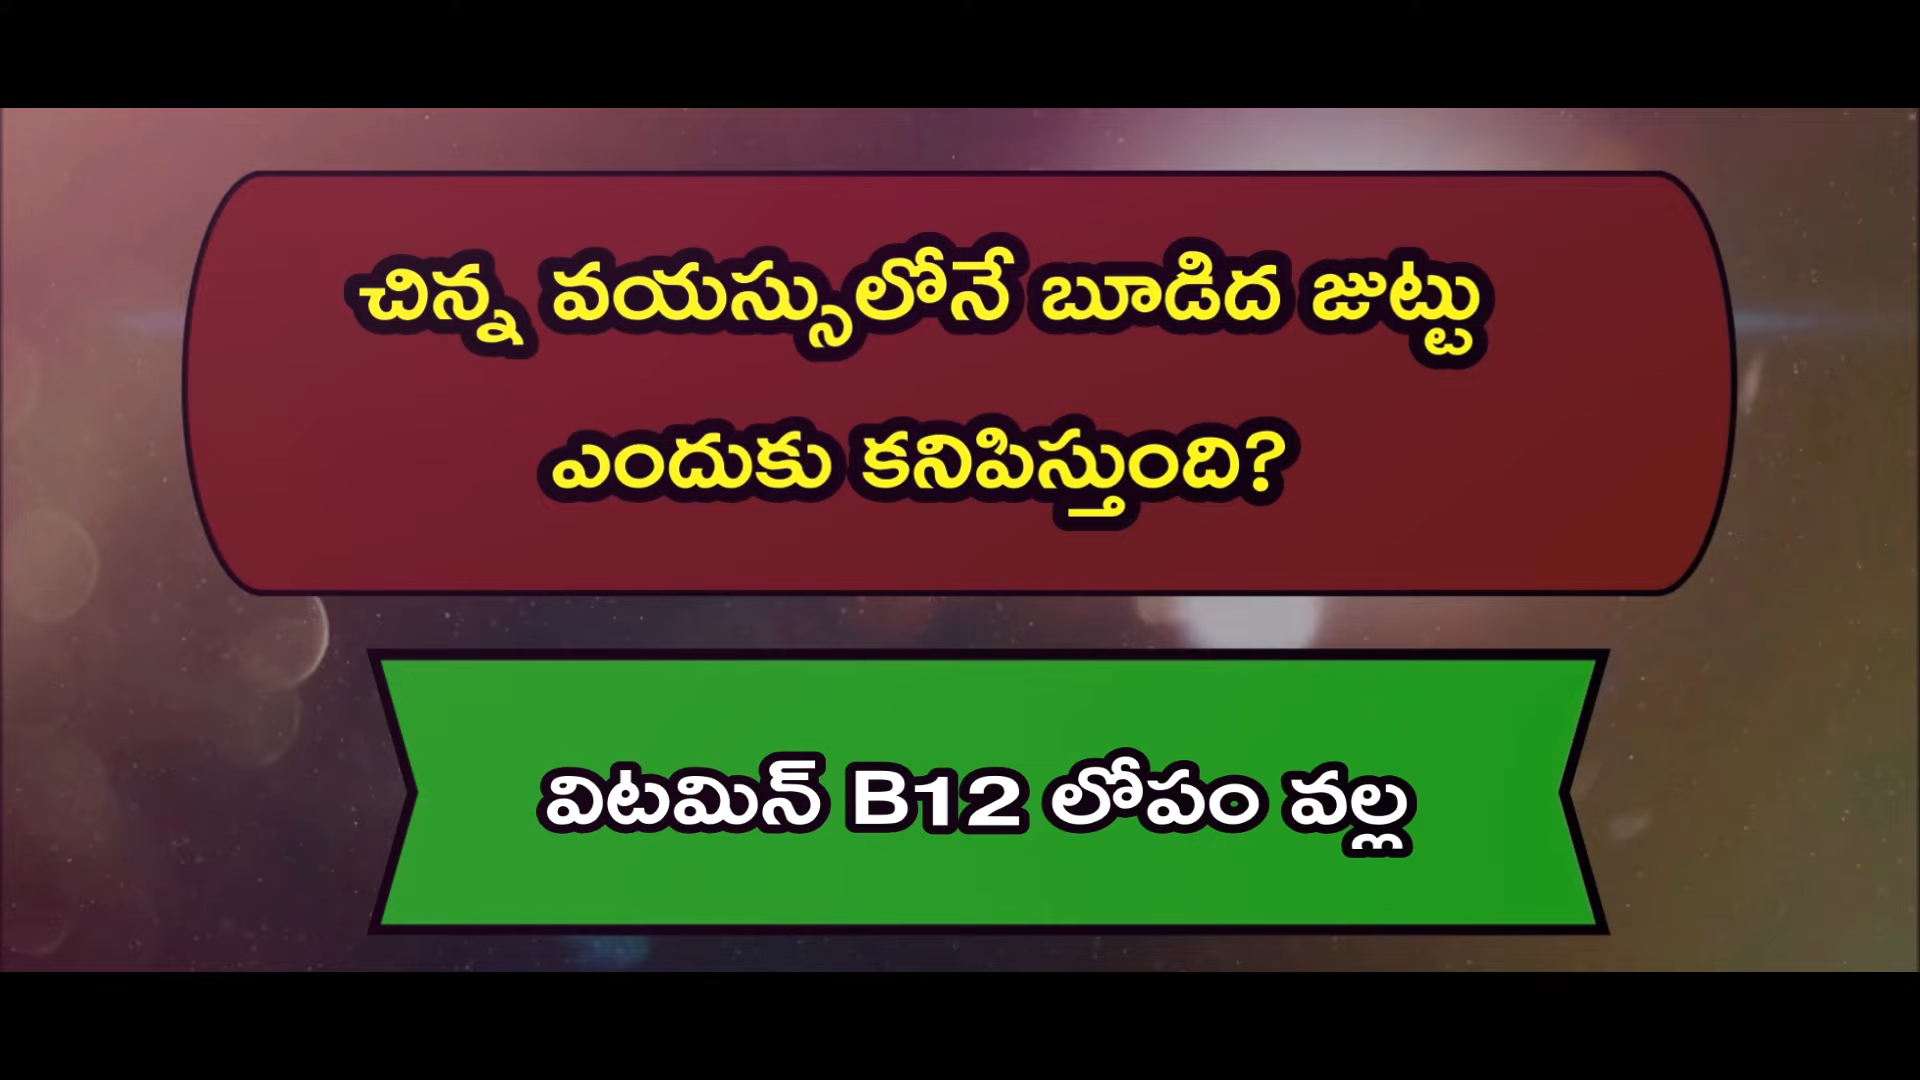 చిన్న వయస్సులోనే బూడిద జుట్టు
ఎందుకు కనిపిస్తుంది?
విటమిన్ B12 లోపం వల్ల